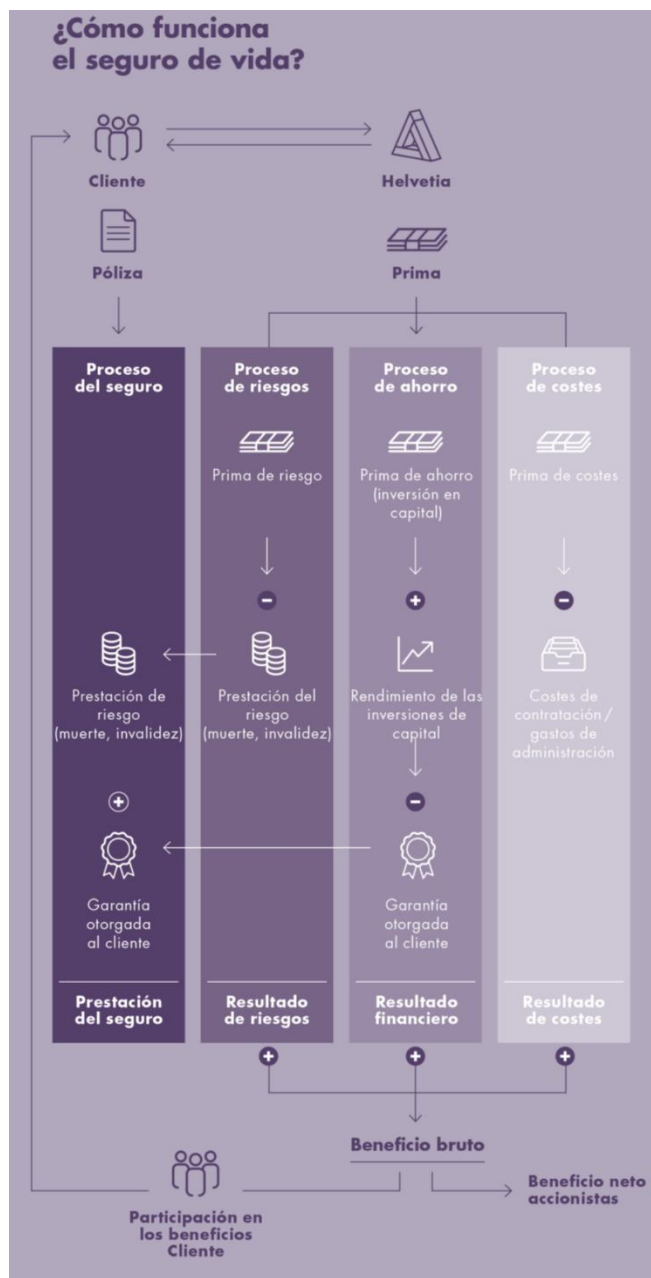 ¿Cómo funciona
el seguro de vida?
Cliente
Helvetia
Póliza
Prima
Proceso
del seguro
Proceso
de riesgos
Proceso
de ahorro
Proceso
de costes
Prima de riesgo
Prima de ahorro
(inversión en
capital)
Prima de costes
Prestación de
riesgo
(muerte, invalidez)
Prestación del
riesgo
(muerte, invalidez)
Rendimiento de las
inversiones de
capital
Costes de
contratación /
gastos de
administración
Garantía
otorgada
al cliente
Garantía
otorgada
al cliente
Prestación
del seguro
Resultado
de riesgos
Resultado
financiero
Resultado
de costes
Beneficio bruto
Beneficio neto
accionistas
Participación en
los beneficios
Cliente